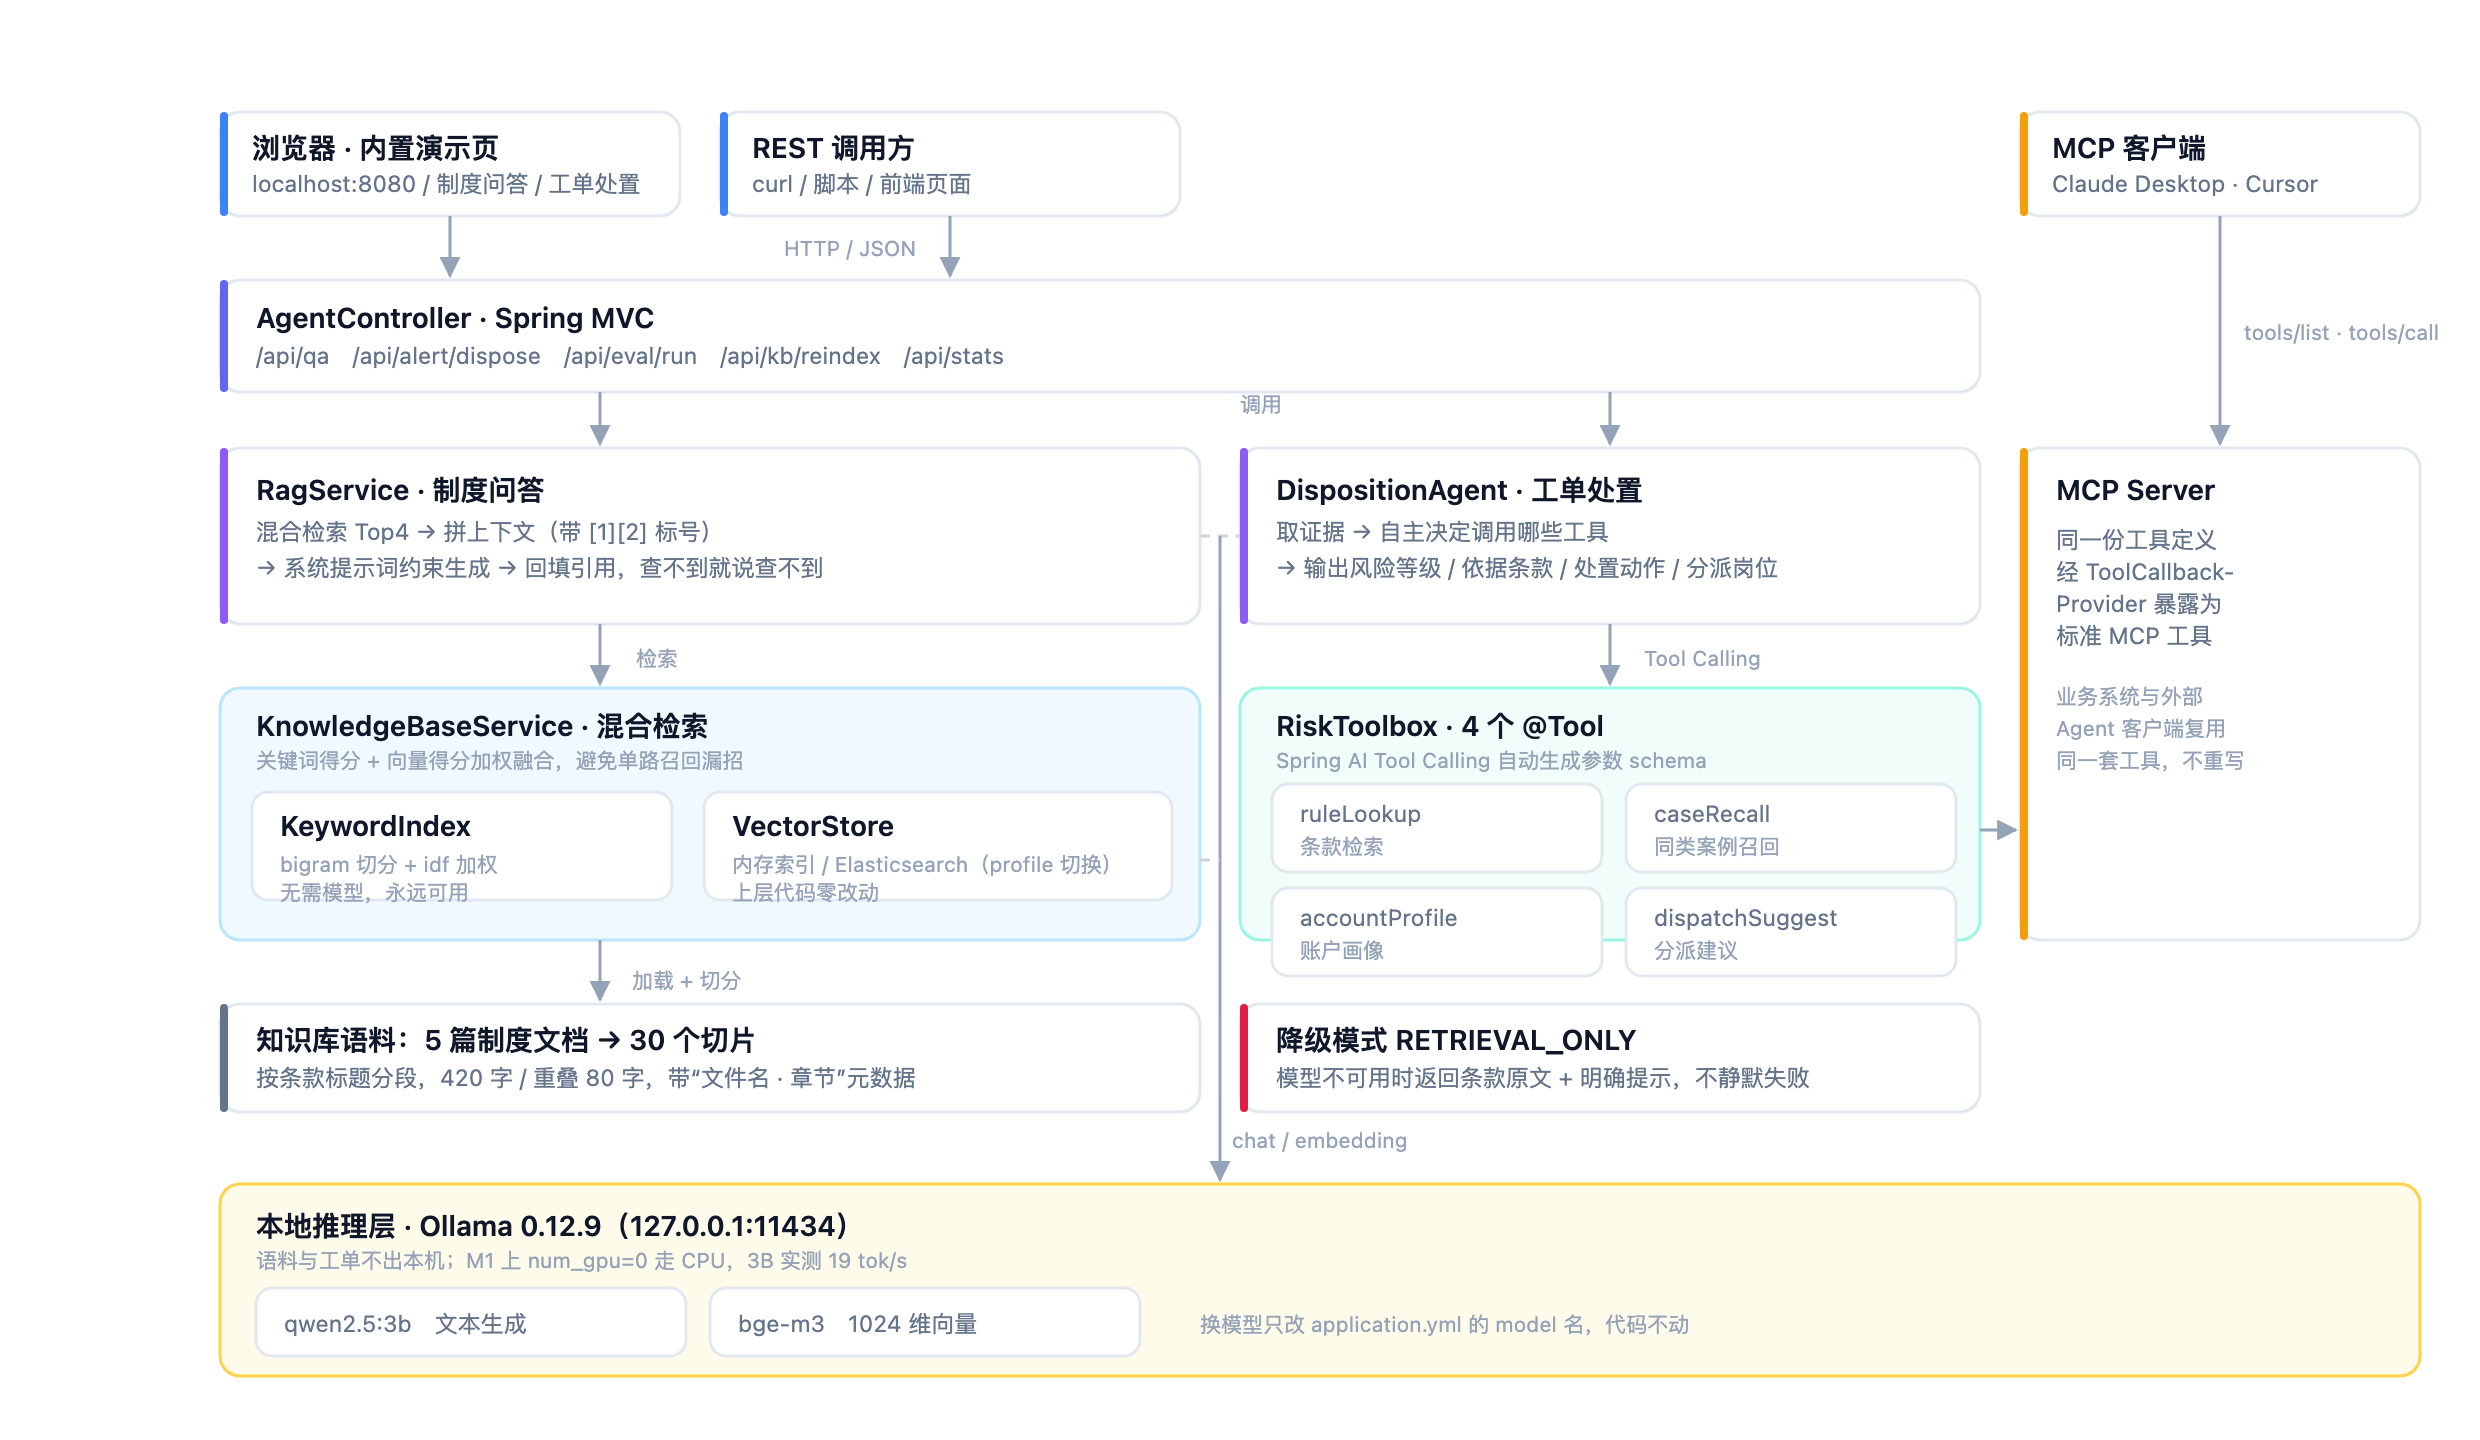 浏览器 · 内置演示页
localhost:8080 / 制度问答 / 工单处置
REST 调用方
curl / 脚本 / 前端页面
MCP 客户端
Claude Desktop · Cursor
HTTP / JSON
tools/list · tools/call
AgentController · Spring MVC
/api/qa /api/alert/dispose /api/eval/run /api/kb/reindex /api/stats
调用
RagService · 制度问答
混合检索 Top4 → 拼上下文（带 [1][2] 标号）
→ 系统提示词约束生成 → 回填引用，查不到就说查不到
DispositionAgent · 工单处置
取证据 → 自主决定调用哪些工具
→ 输出风险等级 / 依据条款 / 处置动作 / 分派岗位
MCP Server
同一份工具定义
经 ToolCallback-
Provider 暴露为
标准 MCP 工具
业务系统与外部
Agent 客户端复用
同一套工具，不重写
检索
Tool Calling
KnowledgeBaseService · 混合检索
关键词得分 + 向量得分加权融合，避免单路召回漏招
KeywordIndex
bigram 切分 + idf 加权
无需模型，永远可用
VectorStore
内存索引 / Elasticsearch（profile 切换）
上层代码零改动
RiskToolbox · 4 个 @Tool
Spring AI Tool Calling 自动生成参数 schema
ruleLookup
条款检索
caseRecall
同类案例召回
accountProfile
账户画像
dispatchSuggest
分派建议
加载 + 切分
知识库语料：5 篇制度文档 → 30 个切片
按条款标题分段，420 字 / 重叠 80 字，带“文件名 · 章节”元数据
降级模式 RETRIEVAL_ONLY
模型不可用时返回条款原文 + 明确提示，不静默失败
chat / embedding
本地推理层 · Ollama 0.12.9（127.0.0.1:11434）
语料与工单不出本机；M1 上 num_gpu=0 走 CPU，3B 实测 19 tok/s
qwen2.5:3b 文本生成
bge-m3 1024 维向量
换模型只改 application.yml 的 model 名，代码不动